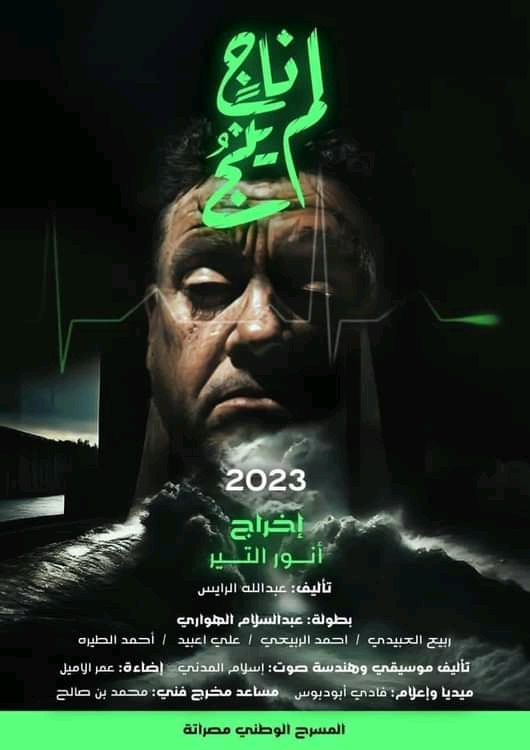 ناجٍ
لم ينجُ
2023
إخراج
أنور التير
تأليف: عبدالله الرايس
بطولة: عبدالسلام الهواري
ربيع العبيدي / احمد الربيعي / علي اعبيد / أحمد الطيره
تأليف موسيقي وهندسة صوت: إسلام المدني إضاءة: عمر الاميل
ميديا وإعلام: فادي أبودبوس مساعد مخرج فني: محمد بن صالح
المسرح الوطني مصراتة